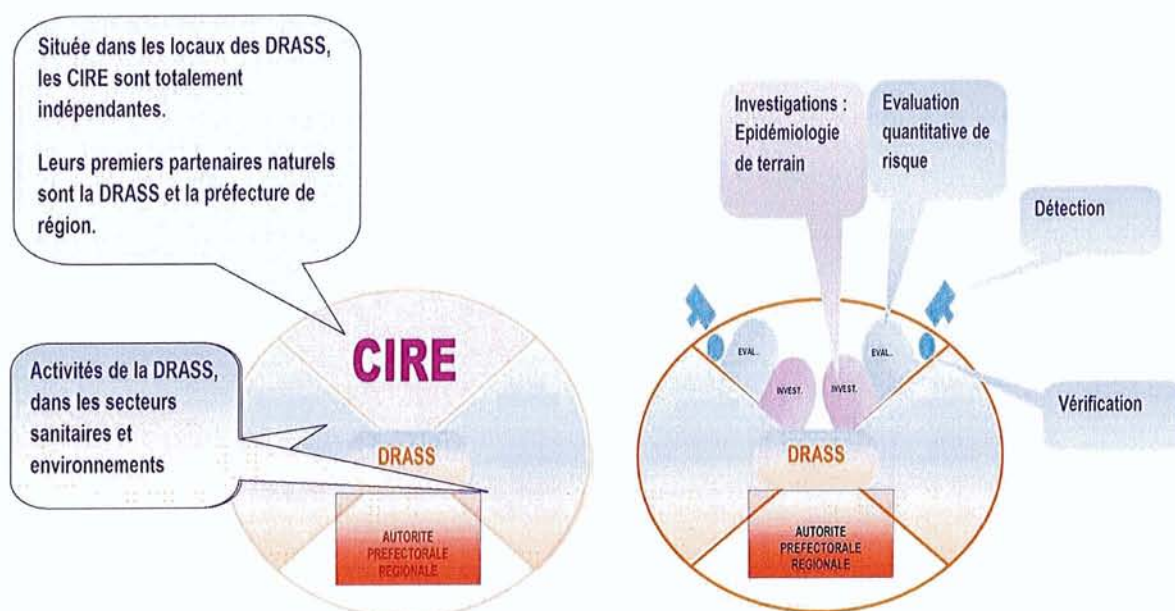 Située dans les locaux des DRASS,
les CIRE sont totalement
indépendantes.
Leurs premiers partenaires naturels
sont la DRASS et la préfecture de
région.
CIRE
Activités de la DRASS,
dans les secteurs
sanitaires et
environnements
DRASS
AUTORITE
PREFECTORALE
REGIONALE
Investigations :
Epidémiologie
de terrain
Evaluation
quantitative de
risque
Détection
EVAL..
EVAL..
INVEST.
INVEST.
Vérification
DRASS
AUTORITE
PREFECTORALE
REGIONALE